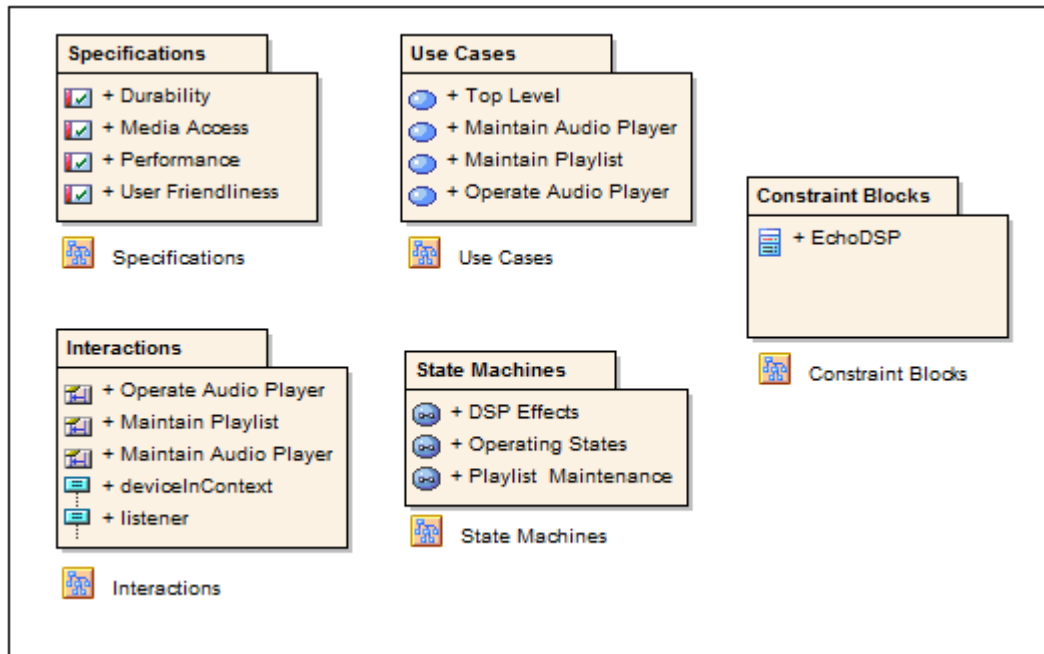 Specifications
+ Durability
+ Media Access
+ Performance
+ User Friendliness
Specifications
Use Cases
+ Top Level
+ Maintain Audio Player
+ Maintain Playlist
+ Operate Audio Player
Use Cases
Constraint Blocks
+ EchoDSP
Constraint Blocks
Interactions
+ Operate Audio Player
+ Maintain Playlist
+ Maintain Audio Player
+ deviceInContext
+ listener
Interactions
State Machines
+ DSP Effects
+ Operating States
+ Playlist Maintenance
State Machines